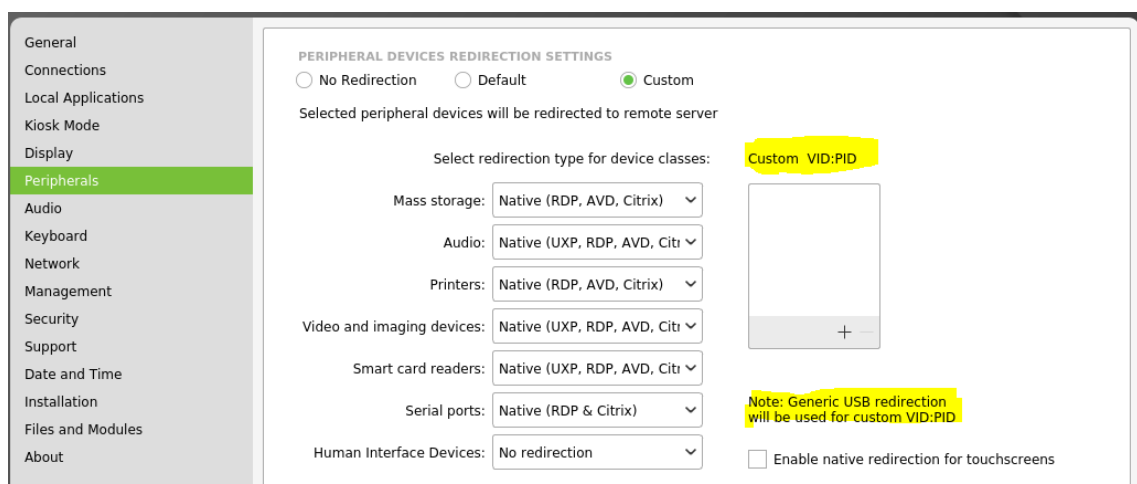 General
Connections
Local Applications
Kiosk Mode
Display
Peripherals
Audio
Keyboard
Network
Management
Security
Support
Date and Time
Installation
Files and Modules
About
PERIPHERAL DEVICES REDIRECTION SETTINGS
No Redirection Default Custom
Selected peripheral devices will be redirected to remote server
Select redirection type for device classes:
Mass storage: Native (RDP, AVD, Citrix)
Audio: Native (UXP, RDP, AVD, Citr
Printers: Native (RDP, AVD, Citrix)
Video and imaging devices: Native (UXP, RDP, AVD, Citr
Smart card readers: Native (UXP, RDP, AVD, Citr
Serial ports: Native (RDP & Citrix)
Human Interface Devices: No redirection
Custom VID:PID
+ −
Note: Generic USB redirection
will be used for custom VID:PID
Enable native redirection for touchscreens